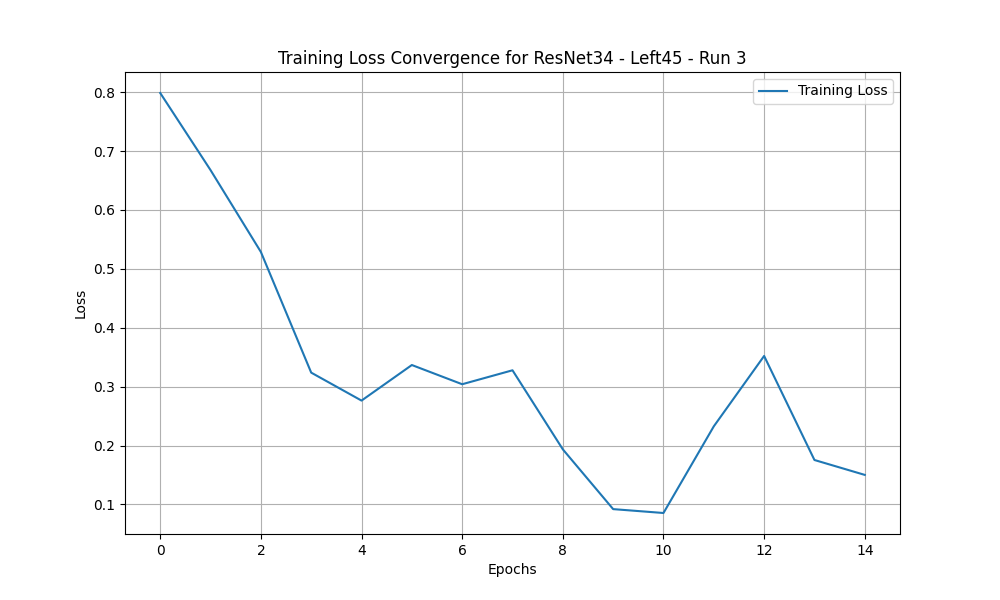 Training Loss Convergence for ResNet34 - Left45 - Run 3
Training Loss
0.8
0.7
0.6
0.5
0.4
0.3
0.2
0.1
Loss
0 2 4 6 8 10 12 14
Epochs